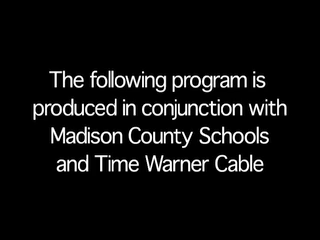 The following program is
produced in conjunction with
Madison County Schools
and Time Warner Cable